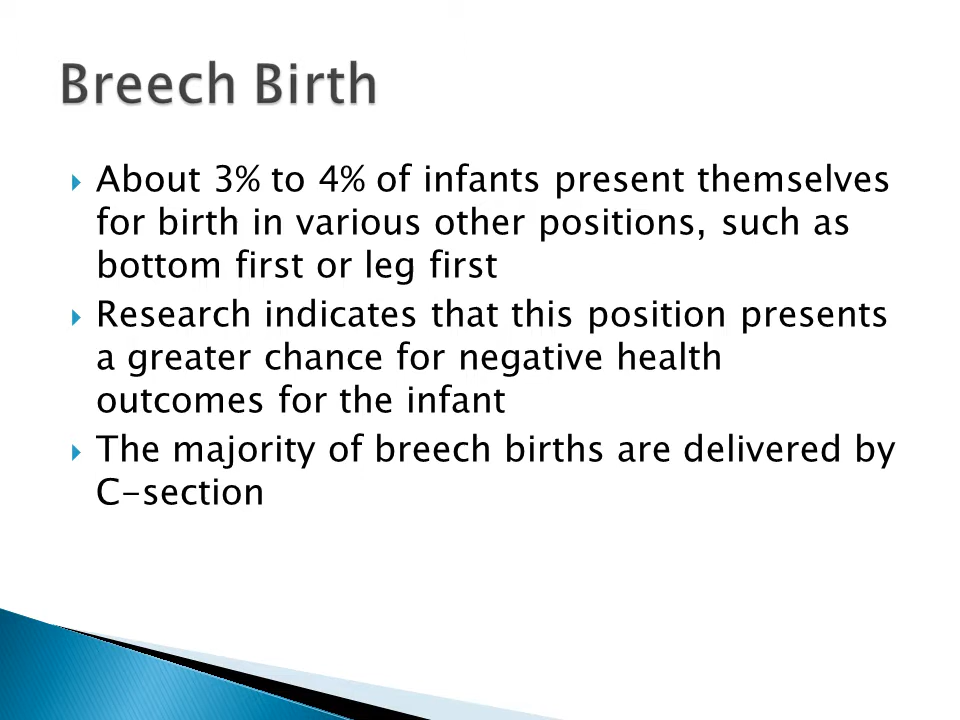 Breech Birth
About 3% to 4% of infants present themselves
for birth in various other positions, such as
bottom first or leg first
Research indicates that this position presents
a greater chance for negative health
outcomes for the infant
The majority of breech births are delivered by
C-section